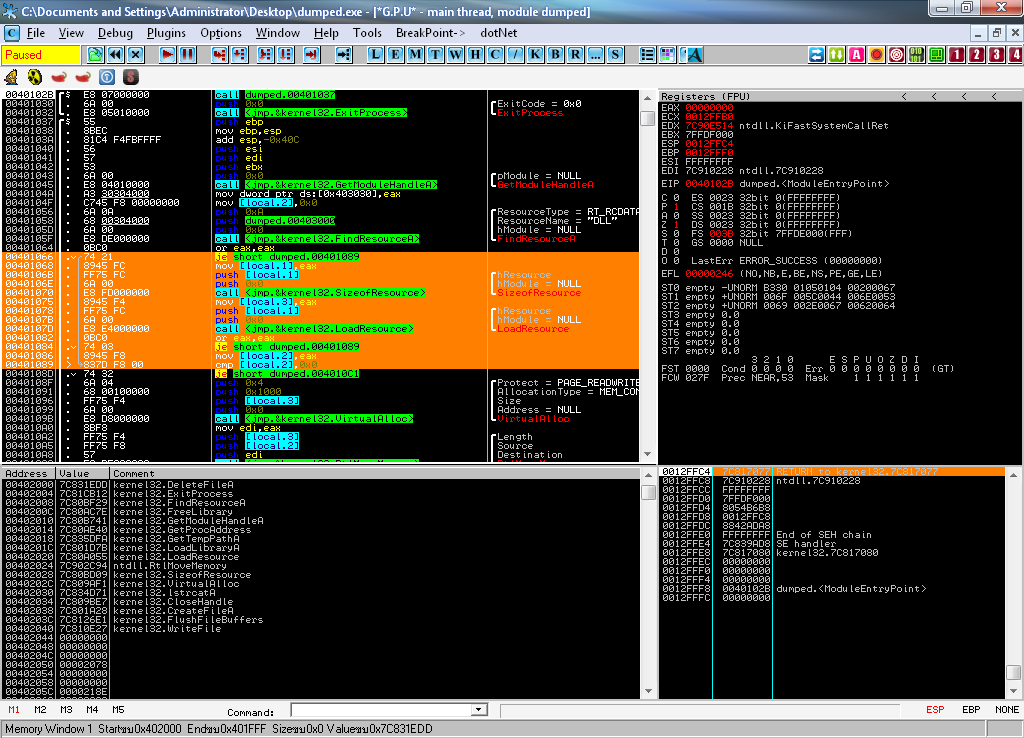 C:\Documents and Settings\Administrator\Desktop\dumped.exe - [*G.P.U* - main thread, module dumped]
File View Debug Plugins Options Window Help Tools BreakPoint-> dotNet
Paused L E M T W H C / K B R ... S 1 2 3 4
0040102B $ E8 07000000 call dumped.00401037
00401030 . 6A 00 push 0x0 ExitCode = 0x0
00401032 . E8 05010000 call <jmp.&kernel32.ExitProcess> ExitProcess
00401037 $ 55 push ebp
00401038 . 8BEC mov ebp,esp
0040103A . 81C4 F4FBFFFF add esp,-0x40C
00401040 . 56 push esi
00401041 . 57 push edi
00401042 . 53 push ebx
00401043 . 6A 00 push 0x0 pModule = NULL
00401045 . E8 04010000 call <jmp.&kernel32.GetModuleHandleA> GetModuleHandleA
0040104A . A3 30304000 mov dword ptr ds:[0x403030],eax
0040104F . C745 F8 00000000 mov [local.2],0x0
00401056 . 6A 0A push 0xA ResourceType = RT_RCDATA
00401058 . 68 00304000 push dumped.00403000 ResourceName = "DLL"
0040105D . 6A 00 push 0x0 hModule = NULL
0040105F . E8 DE000000 call <jmp.&kernel32.FindResourceA> FindResourceA
00401064 . 0BC0 or eax,eax
00401066 . 74 21 je short dumped.00401089
00401068 . 8945 FC mov [local.1],eax
0040106B . FF75 FC push [local.1] hResource
0040106E . 6A 00 push 0x0 hModule = NULL
00401070 . E8 FD000000 call <jmp.&kernel32.SizeofResource> SizeofResource
00401075 . 8945 F4 mov [local.3],eax
00401078 . FF75 FC push [local.1] hResource
0040107B . 6A 00 push 0x0 hModule = NULL
0040107D . E8 E4000000 call <jmp.&kernel32.LoadResource> LoadResource
00401082 . 0BC0 or eax,eax
00401084 . 74 03 je short dumped.00401089
00401086 . 8945 F8 mov [local.2],eax
00401089 > 837D F8 00 cmp [local.2],0x0
0040108D . 74 32 je short dumped.004010C1
0040108F . 6A 04 push 0x4 Protect = PAGE_READWRITE
00401091 . 68 00100000 push 0x1000 AllocationType = MEM_COM
00401096 . FF75 F4 push [local.3] Size
00401099 . 6A 00 push 0x0 Address = NULL
0040109B . E8 D8000000 call <jmp.&kernel32.VirtualAlloc> VirtualAlloc
004010A0 . 8BF8 mov edi,eax
004010A2 . FF75 F4 push [local.3] Length
004010A5 . FF75 F8 push [local.2] Source
004010A8 . 57 push edi Destination
Registers (FPU) < < < <
EAX 00000000
ECX 0012FFB0
EDX 7C90E514 ntdll.KiFastSystemCallRet
EBX 7FFDF000
ESP 0012FFC4
EBP 0012FFF0
ESI FFFFFFFF
EDI 7C910228 ntdll.7C910228
EIP 0040102B dumped.<ModuleEntryPoint>
C 0 ES 0023 32bit 0(FFFFFFFF)
P 1 CS 001B 32bit 0(FFFFFFFF)
A 0 SS 0023 32bit 0(FFFFFFFF)
Z 1 DS 0023 32bit 0(FFFFFFFF)
S 0 FS 003B 32bit 7FFDE000(FFF)
T 0 GS 0000 NULL
D 0
O 0 LastErr ERROR_SUCCESS (00000000)
EFL 00000246 (NO,NB,E,BE,NS,PE,GE,LE)
ST0 empty -UNORM B330 01050104 00200067
ST1 empty +UNORM 006F 005C0044 006E0053
ST2 empty +UNORM 0069 002E0067 00620064
ST3 empty 0.0
ST4 empty 0.0
ST5 empty 0.0
ST6 empty 0.0
ST7 empty 0.0
3 2 1 0 E S P U O Z D I
FST 0000 Cond 0 0 0 0 Err 0 0 0 0 0 0 0 0 (GT)
FCW 027F Prec NEAR,53 Mask 1 1 1 1 1 1
Address Value Comment
00402000 7C831EDD kernel32.DeleteFileA
00402004 7C81CB12 kernel32.ExitProcess
00402008 7C80BF29 kernel32.FindResourceA
0040200C 7C80AC7E kernel32.FreeLibrary
00402010 7C80B741 kernel32.GetModuleHandleA
00402014 7C80AE40 kernel32.GetProcAddress
00402018 7C835DFA kernel32.GetTempPathA
0040201C 7C801D7B kernel32.LoadLibraryA
00402020 7C80A055 kernel32.LoadResource
00402024 7C902C94 ntdll.RtlMoveMemory
00402028 7C80BD09 kernel32.SizeofResource
0040202C 7C809AF1 kernel32.VirtualAlloc
00402030 7C834D71 kernel32.lstrcatA
00402034 7C809BE7 kernel32.CloseHandle
00402038 7C801A28 kernel32.CreateFileA
0040203C 7C8126E1 kernel32.FlushFileBuffers
00402040 7C810E27 kernel32.WriteFile
00402044 00000000
00402048 00000000
0040204C 00000000
00402050 00002078
00402054 00000000
00402058 00000000
0040205C 0000218E
0012FFC4 7C817077 RETURN to kernel32.7C817077
0012FFC8 7C910228 ntdll.7C910228
0012FFCC FFFFFFFF
0012FFD0 7FFDF000
0012FFD4 8054B6B8
0012FFD8 0012FFC8
0012FFDC 8842ADA8
0012FFE0 FFFFFFFF End of SEH chain
0012FFE4 7C839AD8 SE handler
0012FFE8 7C817080 kernel32.7C817080
0012FFEC 00000000
0012FFF0 00000000
0012FFF4 00000000
0012FFF8 0040102B dumped.<ModuleEntryPoint>
0012FFFC 00000000
M1 M2 M3 M4 M5 Command: ESP EBP NONE